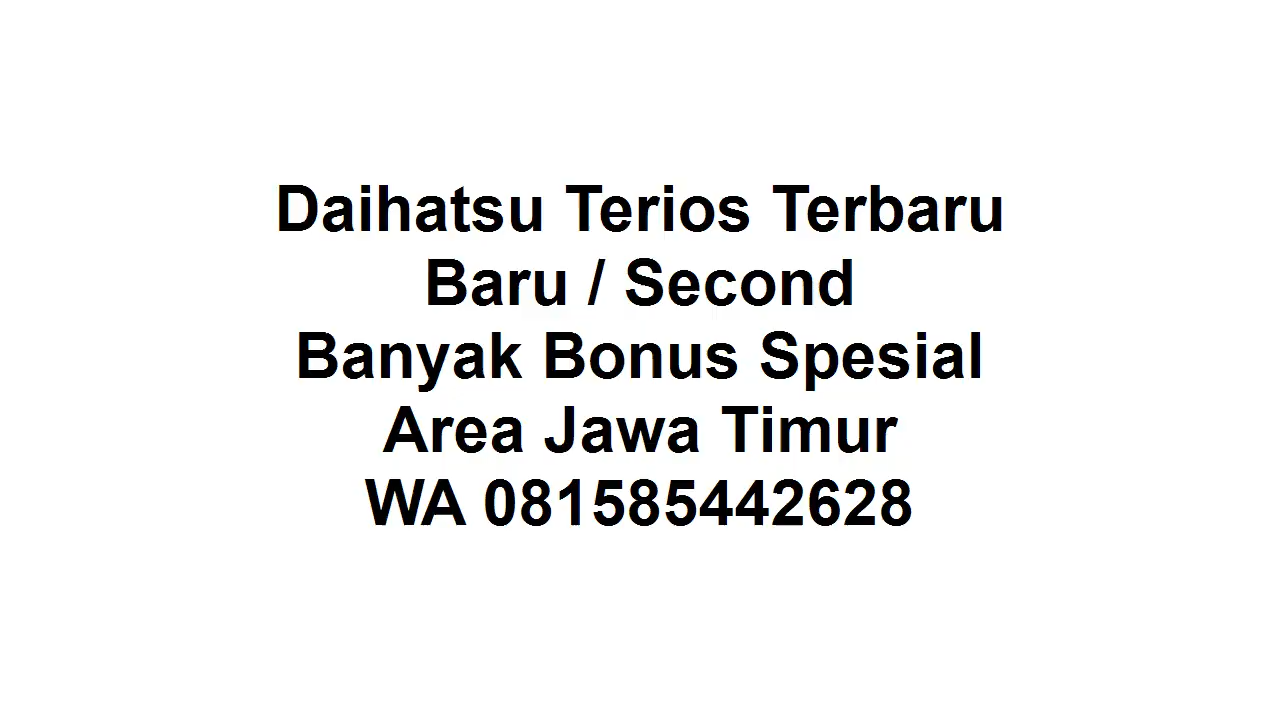 Daihatsu Terios Terbaru
Baru / Second
Banyak Bonus Spesial
Area Jawa Timur
WA 081585442628